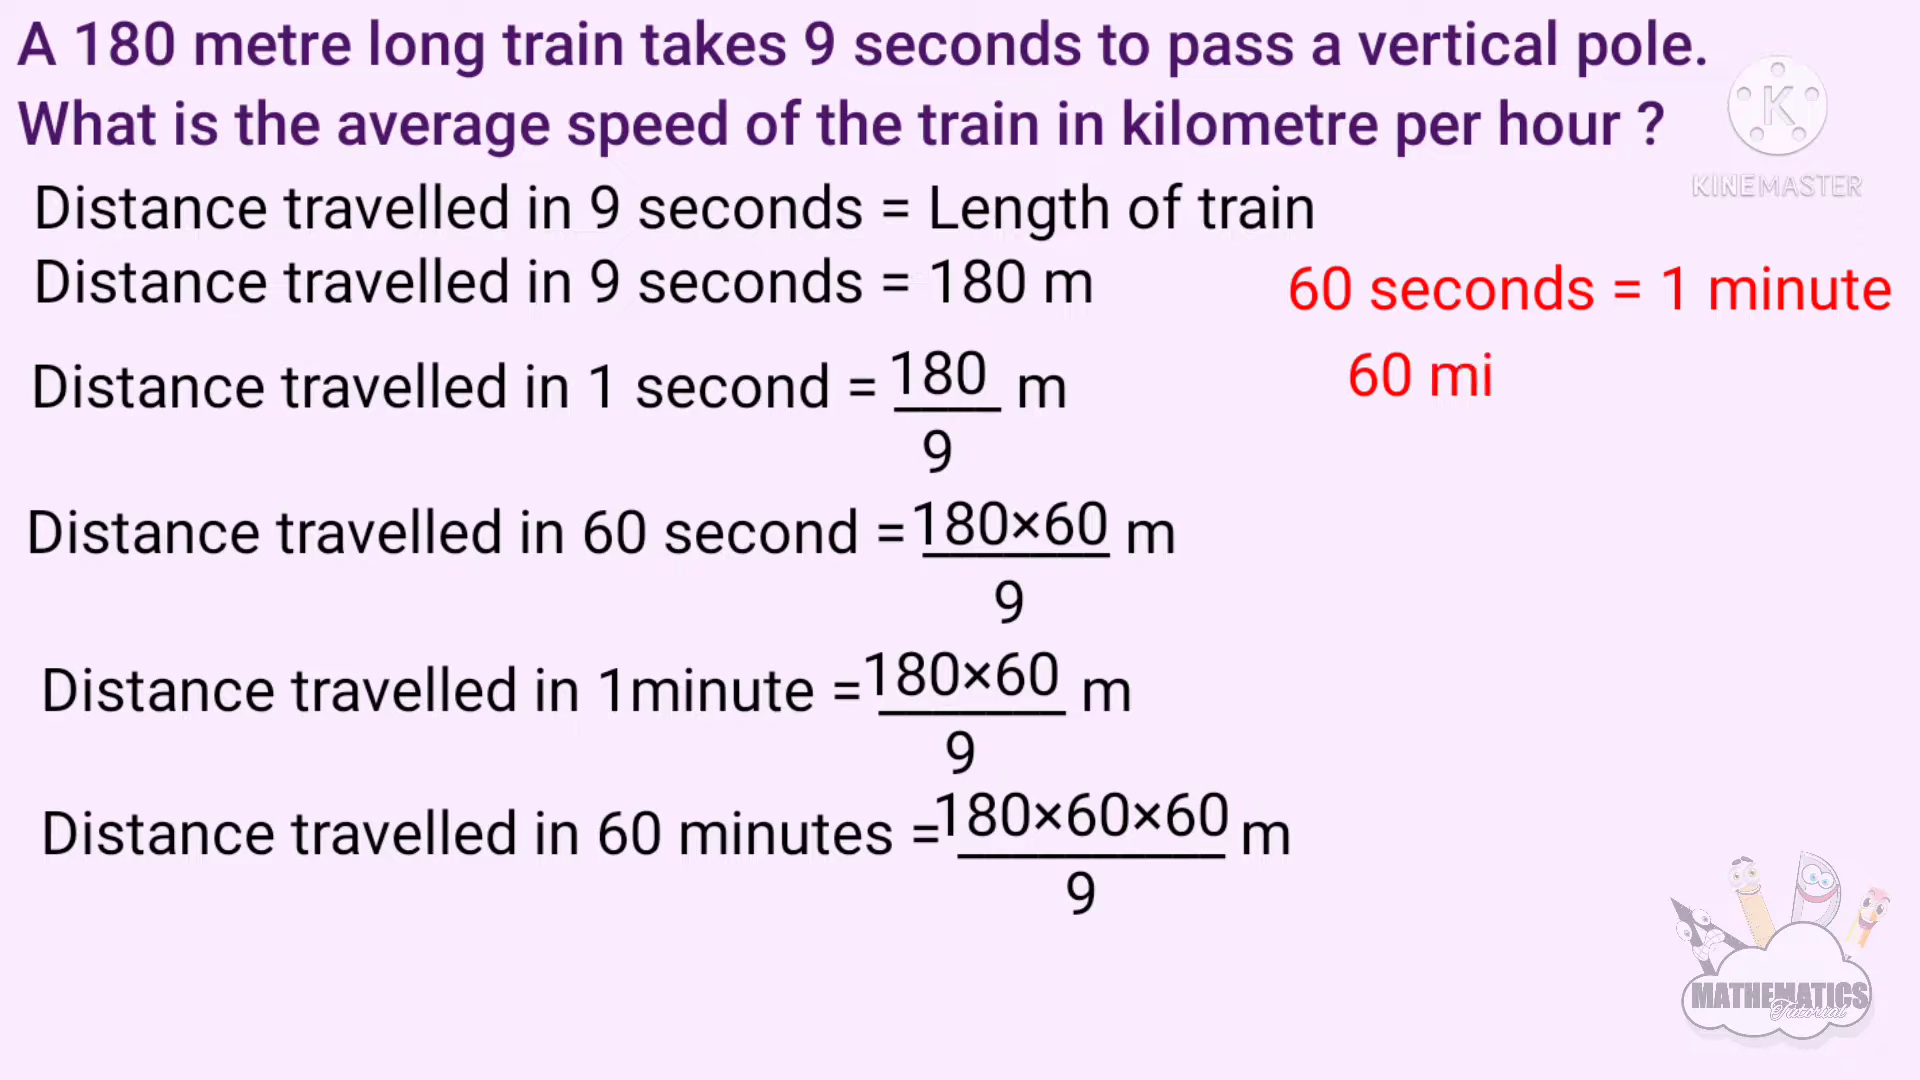 A 180 metre long train takes 9 seconds to pass a vertical pole.
What is the average speed of the train in kilometre per hour ?
K
KINEMASTER
Distance travelled in 9 seconds = Length of train
Distance travelled in 9 seconds = 180 m
60 seconds = 1 minute
60 mi
Distance travelled in 1 second = 180 m
9
Distance travelled in 60 second = 180×60 m
9
Distance travelled in 1minute = 180×60 m
9
Distance travelled in 60 minutes = 180×60×60 m
9
MATHEMATICS
Tutorial